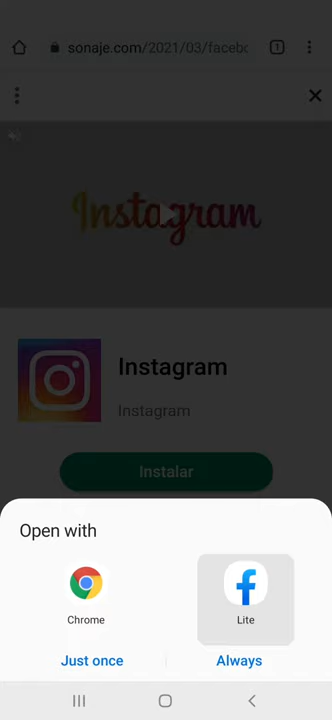 sonaje.com/2021/03/facebo
1
Instagram
Instagram
Instagram
Instalar
Open with
Chrome
Lite
Just once
Always